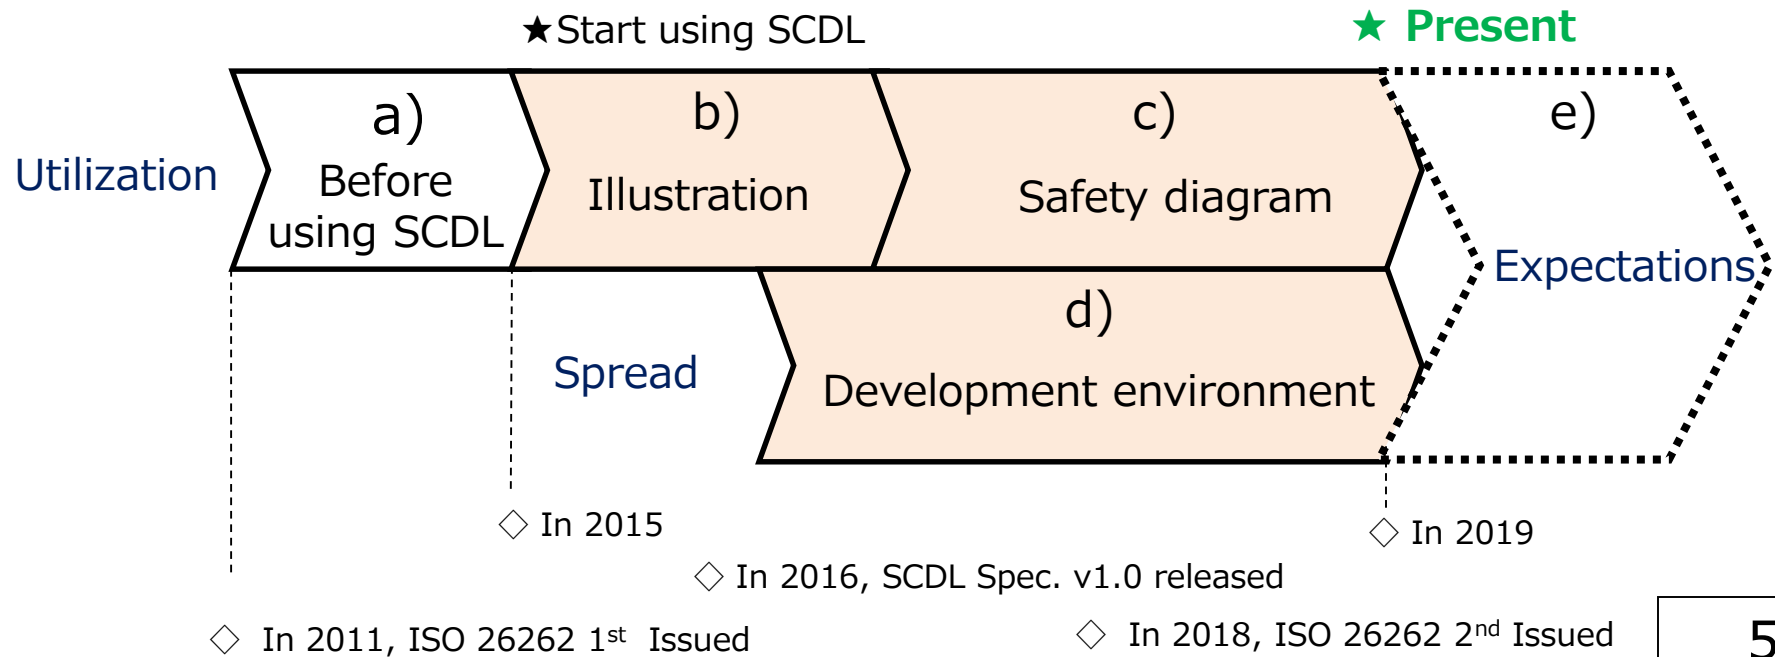 ★Start using SCDL
★ Present
a)
b)
c)
e)
Utilization
Before
using SCDL
Illustration
Safety diagram
Expectations
d)
Spread
Development environment
◇ In 2015
◇ In 2019
◇ In 2016, SCDL Spec. v1.0 released
◇ In 2011, ISO 26262 1st Issued
◇ In 2018, ISO 26262 2nd Issued
5